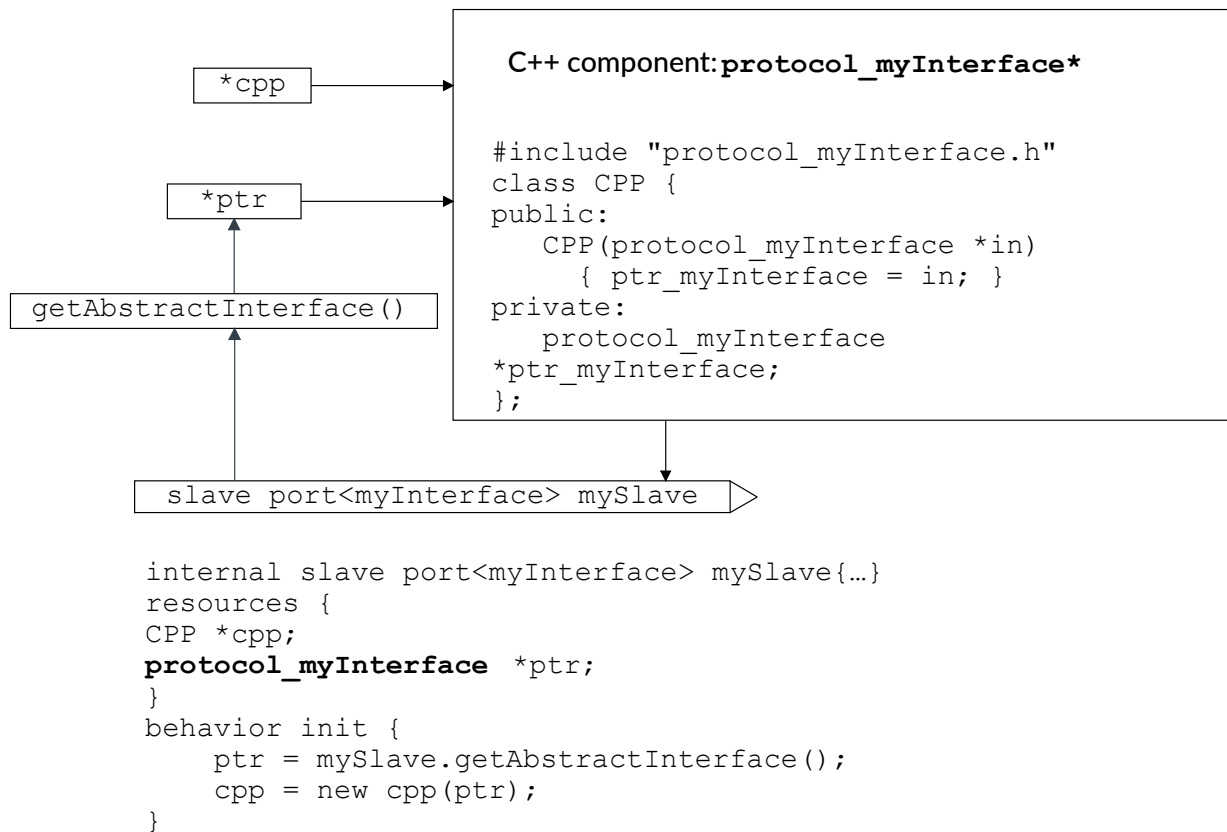 C++ component: protocol_myInterface*
*cpp
#include "protocol_myInterface.h"
class CPP {
*ptr
public:
CPP(protocol_myInterface *in)
{ ptr_myInterface = in; }
getAbstractInterface()
private:
protocol_myInterface
*ptr_myInterface;
};
slave port<myInterface> mySlave
internal slave port<myInterface> mySlave{…}
resources {
CPP *cpp;
protocol_myInterface *ptr;
}
behavior init {
ptr = mySlave.getAbstractInterface();
cpp = new cpp(ptr);
}